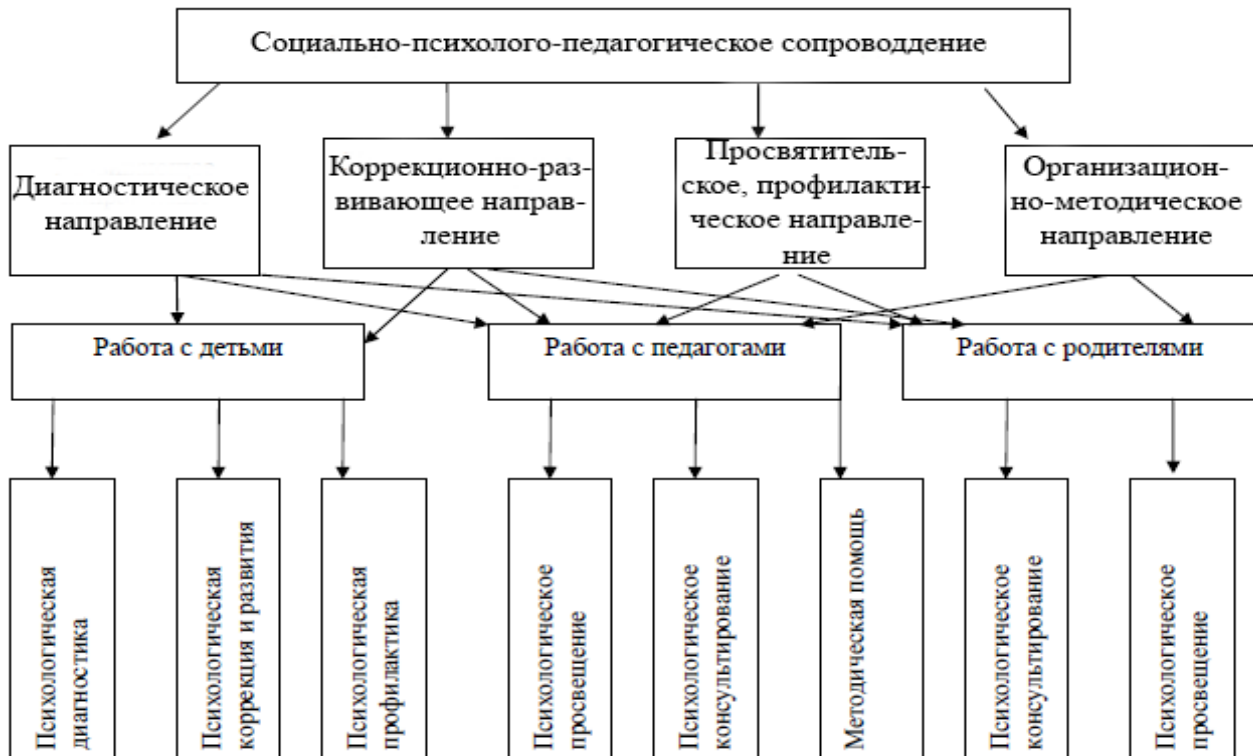 Социально-психолого-педагогическое сопроводдение
Диагностическое
направление
Коррекционно-раз-
вивающее направ-
ление
Просвятитель-
ское, профилакти-
ческое направле-
ние
Организацион-
но-методическое
направление
Работа с детьми
Работа с педагогами
Работа с родителями
Психологическая
диагностика
Психологическая
коррекция и развития
Психологическая
профилактика
Психологическое
просвещение
Психологическое
консультирование
Методическая помощь
Психологическое
консультирование
Психологическое
просвещение